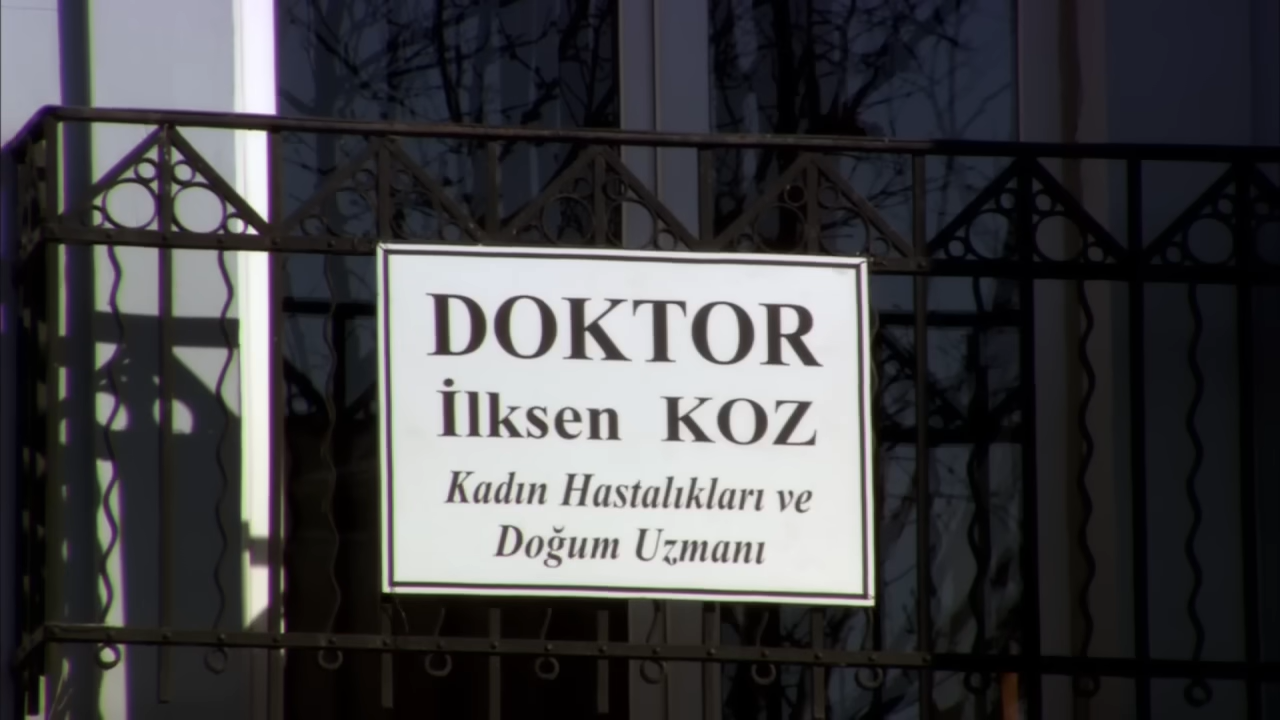 DOKTOR
İlksen KOZ
Kadın Hastalıkları ve
Doğum Uzmanı